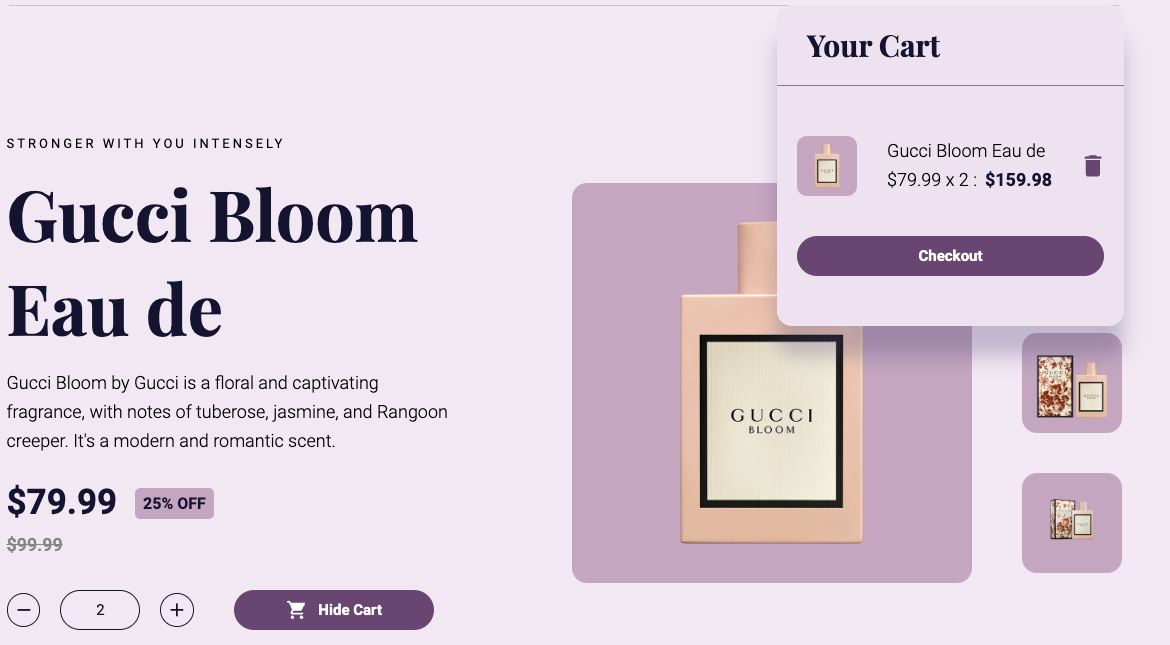 Your Cart
Gucci Bloom Eau de
$79.99 x 2 : $159.98
Checkout
STRONGER WITH YOU INTENSELY
Gucci Bloom
Eau de
Gucci Bloom by Gucci is a floral and captivating
fragrance, with notes of tuberose, jasmine, and Rangoon
creeper. It's a modern and romantic scent.
$79.99
25% OFF
$99.99
2
Hide Cart
GUCCI
BLOOM
GUCCI